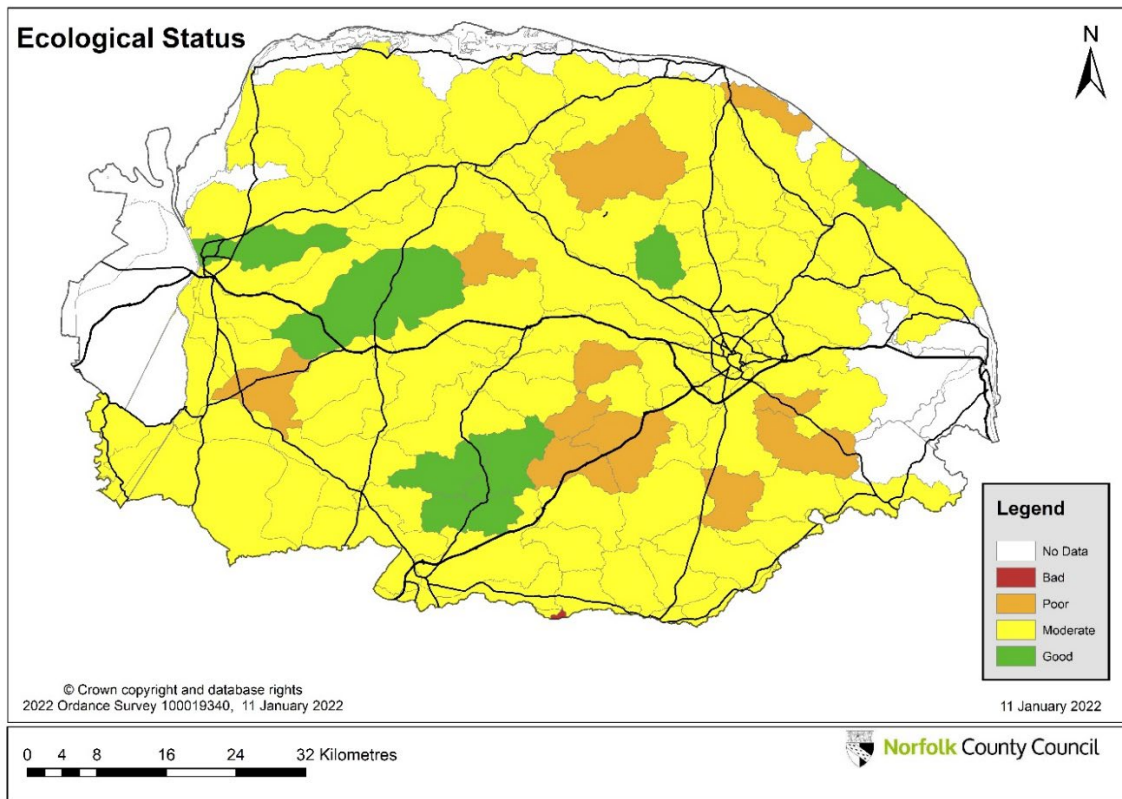 Ecological Status
N
Legend
No Data
Bad
Poor
Moderate
Good
© Crown copyright and database rights
2022 Ordance Survey 100019340, 11 January 2022
11 January 2022
0 4 8 16 24 32 Kilometres
Norfolk County Council